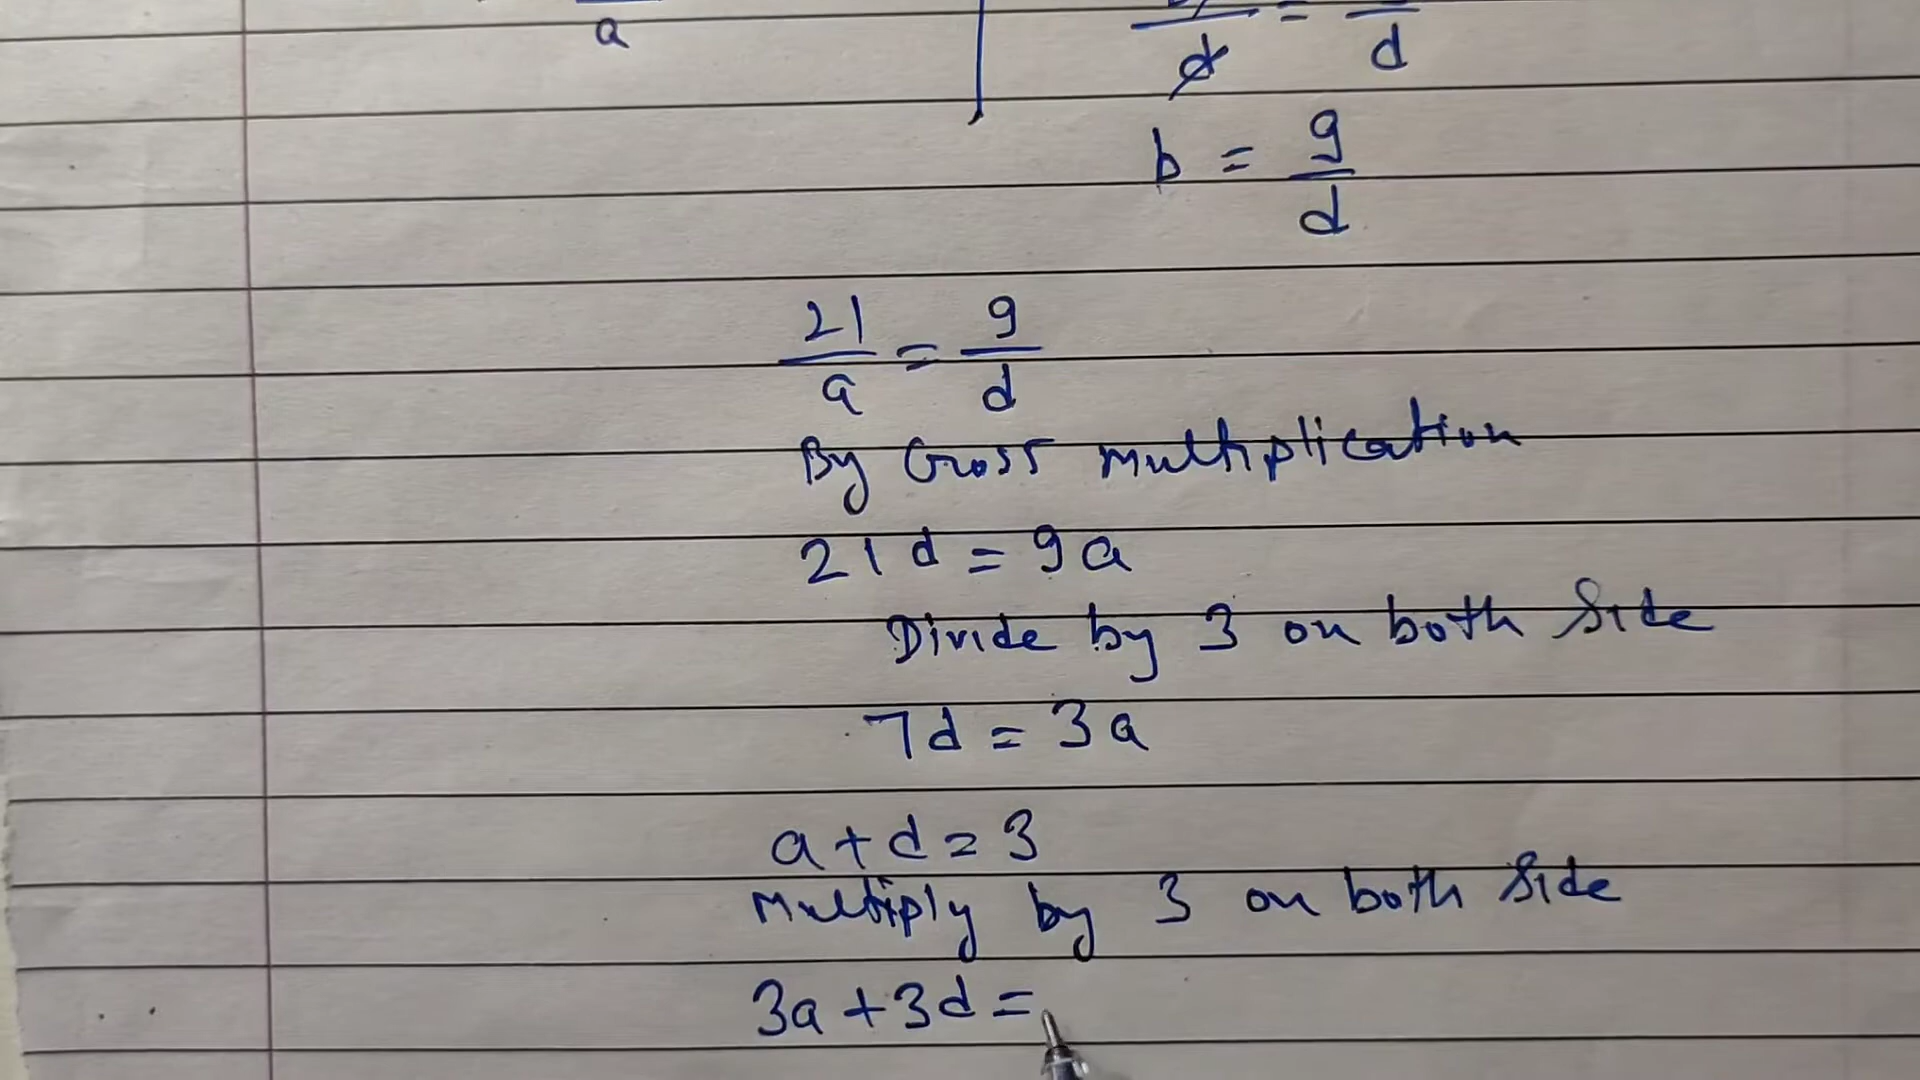 a
d = d
b = 9/d
21/a = 9/d
By Cross multiplication
21d = 9a
Divide by 3 on both Side
7d = 3a
a+d=3
Multiply by 3 on both Side
3a+3d=